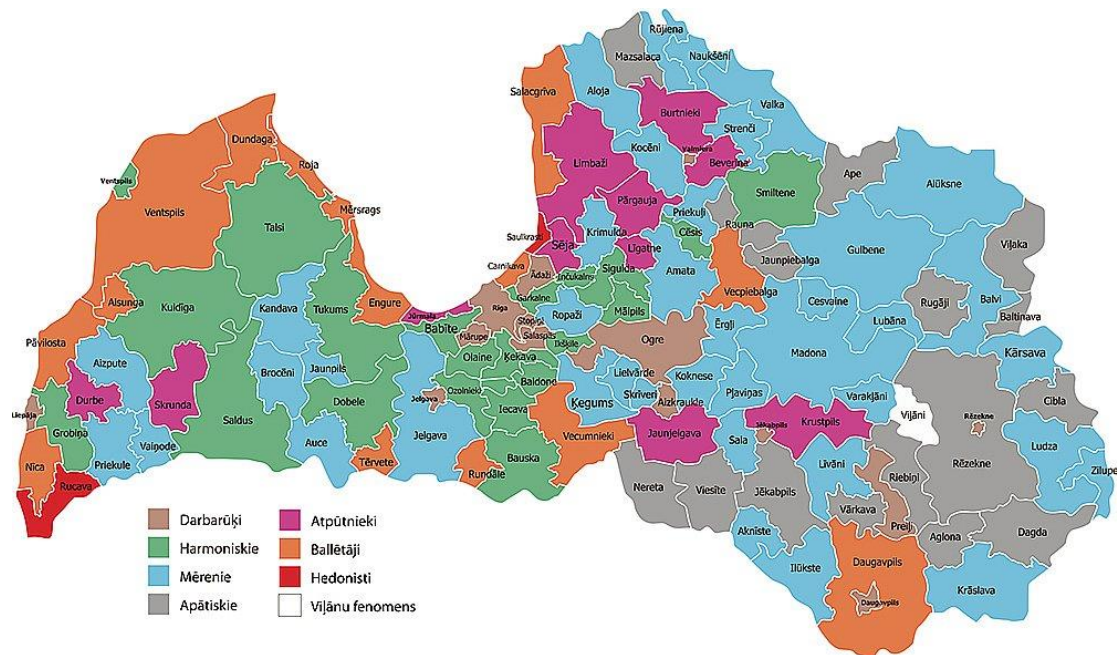 Rūjiena
Mazsalaca
Naukšēni
Salacgrīva
Aloja
Burtnieki
Valka
Strenči
Dundaga
Kocēni
Valmiera
Beverīna
Roja
Limbaži
Ape
Alūksne
Ventspils
Smiltene
Ventspils
Mērsrags
Pārgauja
Priekuļi
Rauna
Talsi
Saulkrasti
Sēja
Krimulda
Cēsis
Līgatne
Gulbene
Viļaka
Carnikava
Ādaži
Inčukalns
Sigulda
Amata
Jaunpiebalga
Alsunga
Kuldīga
Kandava
Tukums
Engure
Garkalne
Mālpils
Vecpiebalga
Cesvaine
Rugāji
Balvi
Jūrmala
Rīga
Ropaži
Baltinava
Pāvilosta
Babīte
Mārupe
Stopiņi
Salaspils
Ikšķile
Ogre
Ērgļi
Lubāna
Aizpute
Brocēni
Jaunpils
Olaine
Ķekava
Madona
Kārsava
Durbe
Skrunda
Baldone
Lielvārde
Koknese
Dobele
Ozolnieki
Ķegums
Skrīveri
Aizkraukle
Pļaviņas
Varakļāni
Liepāja
Saldus
Jelgava
Iecava
Viļāni
Cibla
Grobiņa
Vecumnieki
Jaunjelgava
Jēkabpils
Krustpils
Rēzekne
Priekule
Vaiņode
Auce
Jelgava
Bauska
Sala
Ludza
Nīca
Tērvete
Rundāle
Līvāni
Rēzekne
Zilupe
Rucava
Nereta
Viesīte
Jēkabpils
Riebiņi
Vārkava
Preiļi
Dagda
Aknīste
Aglona
Ilūkste
Daugavpils
Krāslava
Daugavpils
Darbarūķi
Harmoniskie
Mērenie
Apātiskie
Atpūtnieki
Ballētāji
Hedonisti
Viļānu fenomens